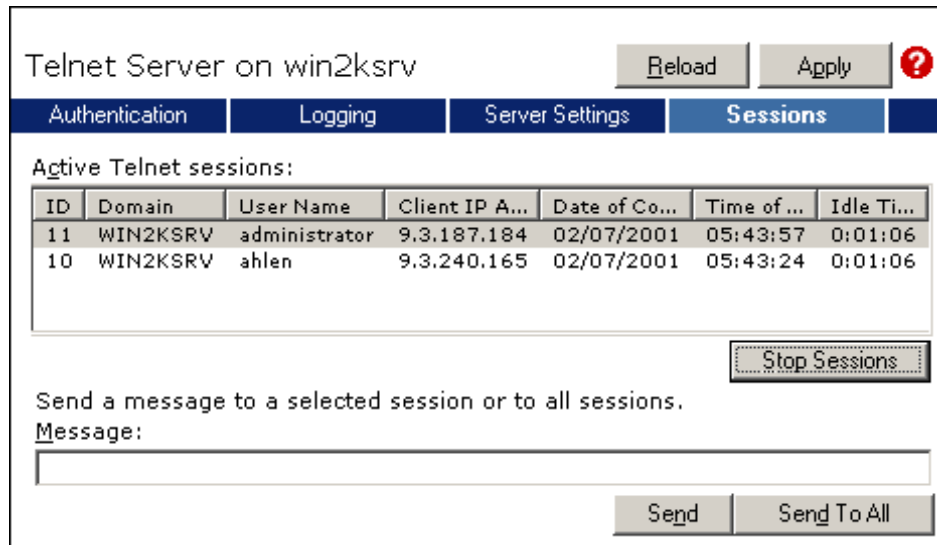 Telnet Server on win2ksrv Reload Apply ?
Authentication Logging Server Settings Sessions
Active Telnet sessions:
ID Domain User Name Client IP A... Date of Co... Time of ... Idle Ti...
11 WIN2KSRV administrator 9.3.187.184 02/07/2001 05:43:57 0:01:06
10 WIN2KSRV ahlen 9.3.240.165 02/07/2001 05:43:24 0:01:06
Stop Sessions
Send a message to a selected session or to all sessions.
Message:
Send Send To All